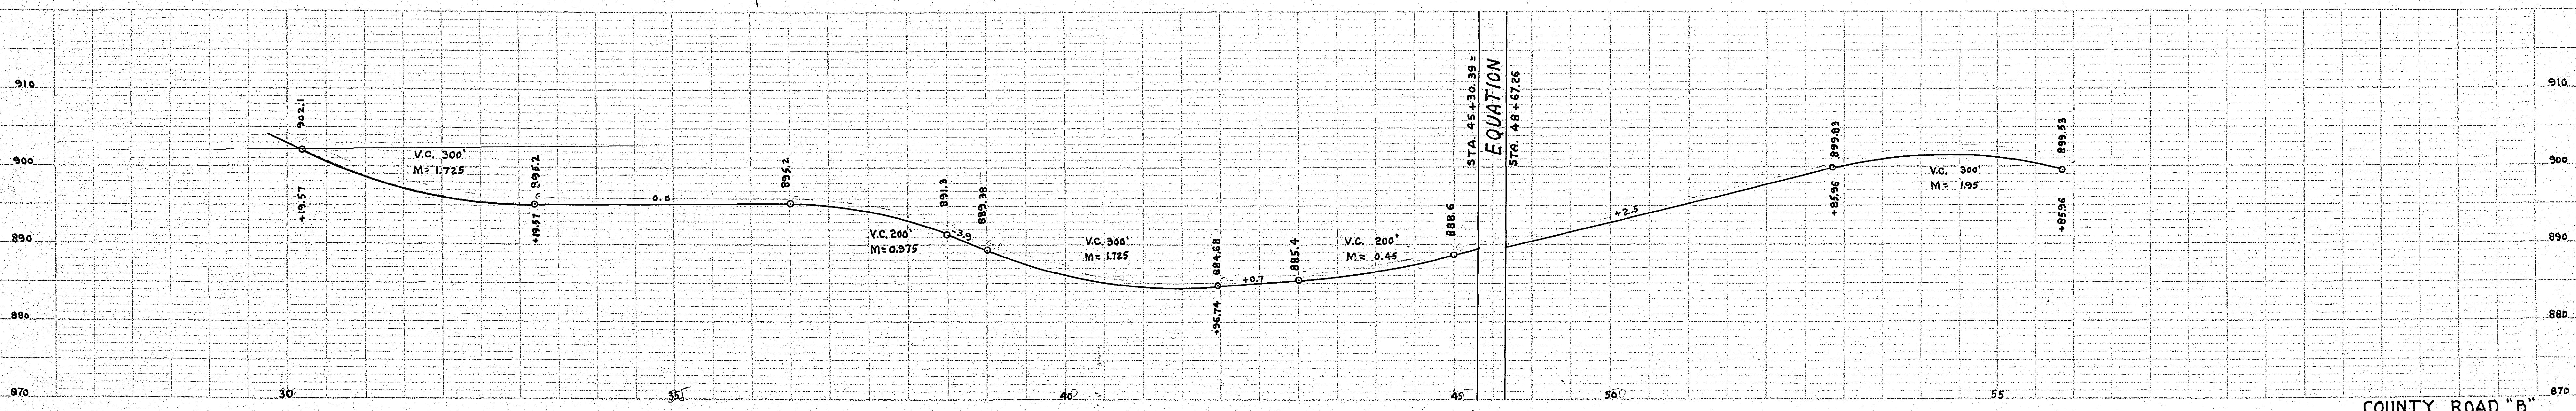 910
900
890
880
870
902.1
+19.57
V.C. 300'
M= 1.725
895.2
+19.57
0.0
895.2
V.C. 200'
M= 0.975
891.3
-3.9
889.38
V.C. 300'
M= 1.725
884.68
+96.74
+0.7
885.4
V.C. 200'
M= 0.45
888.6
STA. 45+30.39 =
EQUATION
STA. 48+67.26
+2.5
899.83
+85.96
V.C. 300'
M= 1.95
899.53
+85.96
910
900
890
880
870
30
35
40
45
50
55
COUNTY ROAD "B"